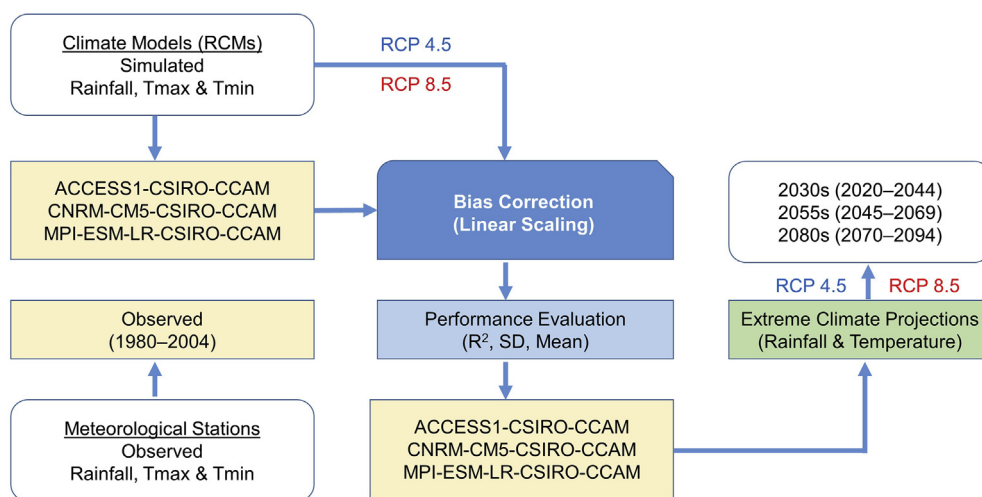 Climate Models (RCMs)
Simulated
Rainfall, Tmax & Tmin
RCP 4.5
RCP 8.5
ACCESS1-CSIRO-CCAM
CNRM-CM5-CSIRO-CCAM
MPI-ESM-LR-CSIRO-CCAM
Bias Correction
(Linear Scaling)
2030s (2020–2044)
2055s (2045–2069)
2080s (2070–2094)
RCP 4.5 RCP 8.5
Observed
(1980–2004)
Performance Evaluation
(R², SD, Mean)
Extreme Climate Projections
(Rainfall & Temperature)
Meteorological Stations
Observed
Rainfall, Tmax & Tmin
ACCESS1-CSIRO-CCAM
CNRM-CM5-CSIRO-CCAM
MPI-ESM-LR-CSIRO-CCAM